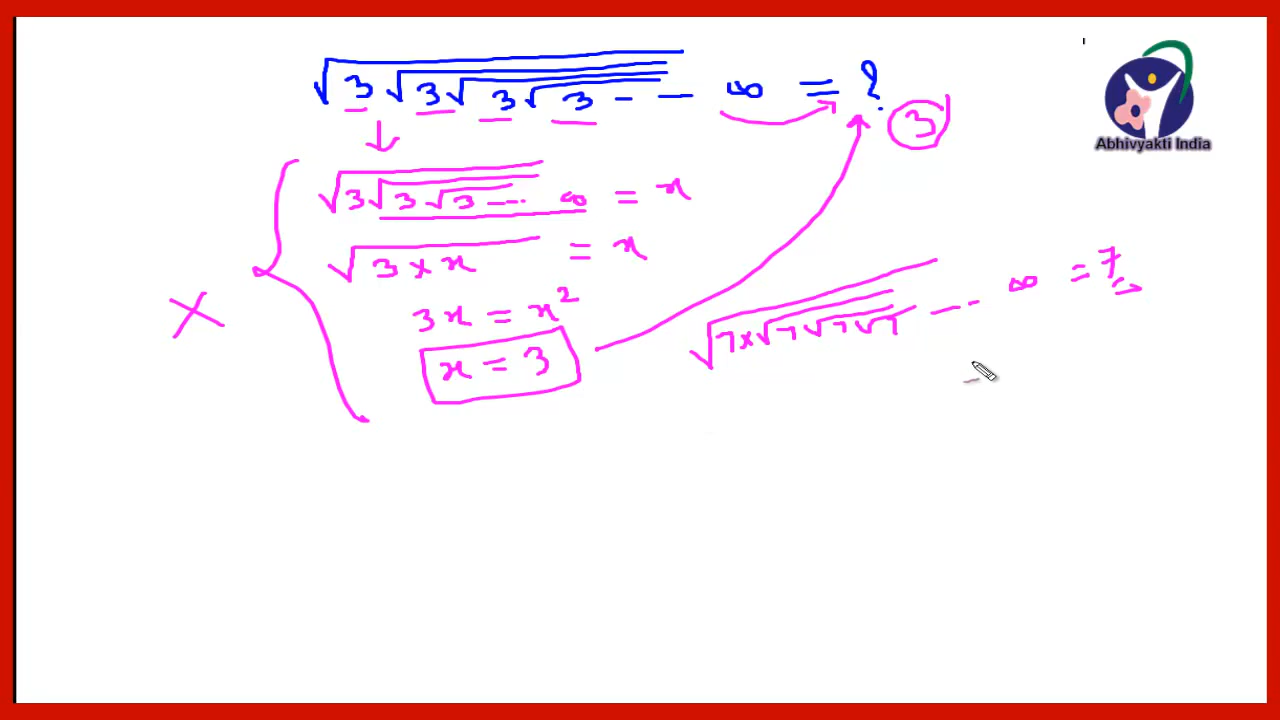 √3√3√3√3 - - ∞ = ?
3
Abhivyakti India
√3√3√3 -- ∞ = x
√3 × x = x
3x = x²
x = 3
X
√7×√7√7√7 --- ∞ = 7